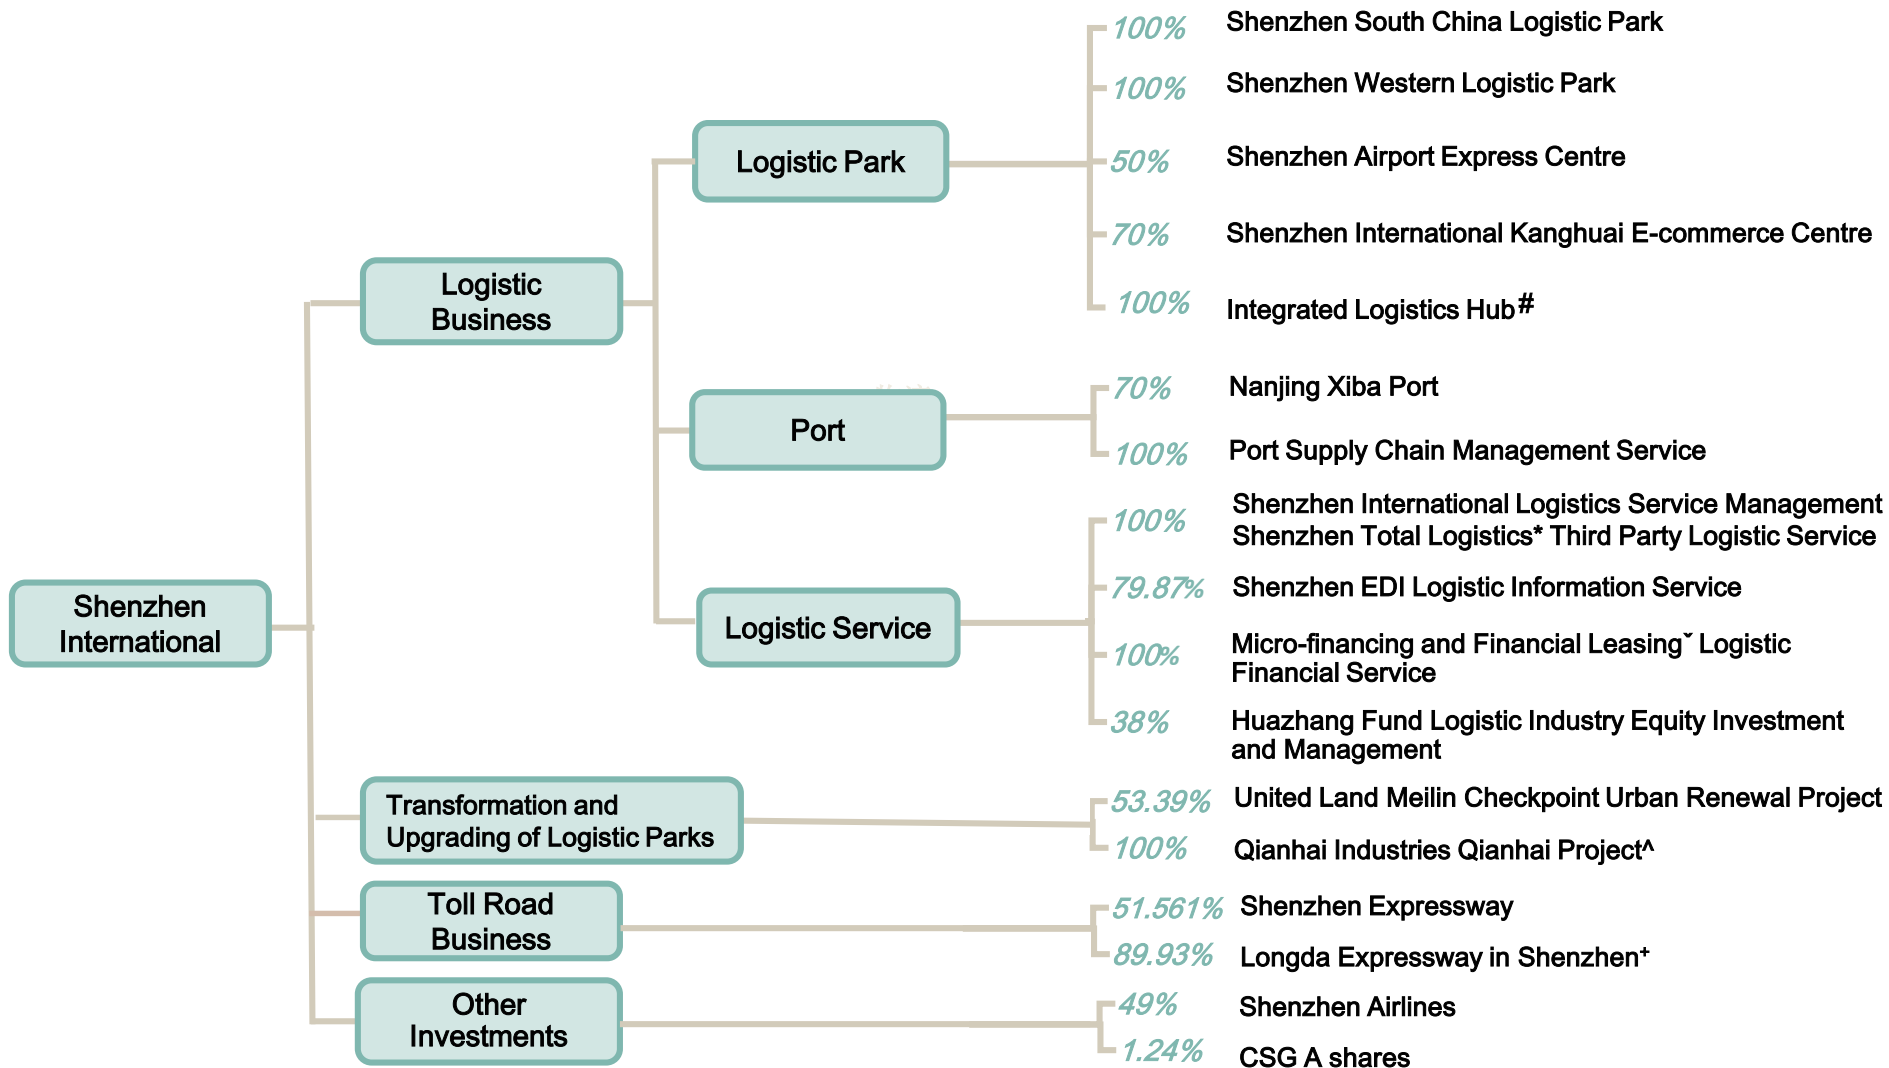 100% Shenzhen South China Logistic Park
100% Shenzhen Western Logistic Park
Logistic Park
50% Shenzhen Airport Express Centre
70% Shenzhen International Kanghuai E-commerce Centre
Logistic
Business
100% Integrated Logistics Hub#
70% Nanjing Xiba Port
Port
100% Port Supply Chain Management Service
100% Shenzhen International Logistics Service Management
Shenzhen Total Logistics* Third Party Logistic Service
79.87% Shenzhen EDI Logistic Information Service
Shenzhen
International
Logistic Service
100% Micro-financing and Financial Leasingˇ Logistic
Financial Service
38% Huazhang Fund Logistic Industry Equity Investment
and Management
Transformation and
Upgrading of Logistic Parks
53.39% United Land Meilin Checkpoint Urban Renewal Project
100% Qianhai Industries Qianhai Project^
Toll Road
Business
51.561% Shenzhen Expressway
89.93% Longda Expressway in Shenzhen+
Other
Investments
49% Shenzhen Airlines
1.24% CSG A shares